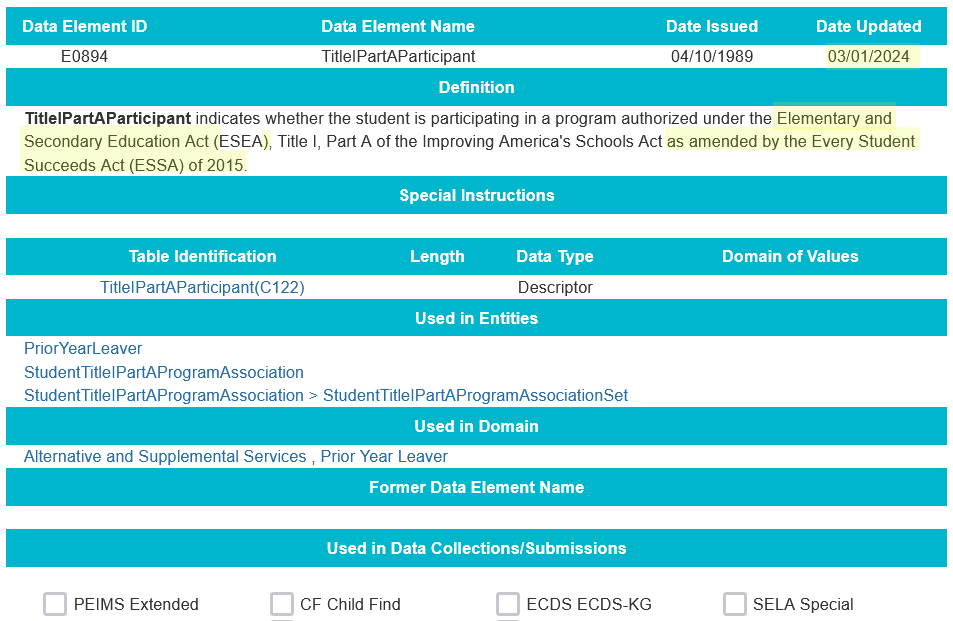 Data Element ID Data Element Name Date Issued Date Updated
E0894 TitleIPartAParticipant 04/10/1989 03/01/2024
Definition
TitleIPartAParticipant indicates whether the student is participating in a program authorized under the Elementary and
Secondary Education Act (ESEA), Title I, Part A of the Improving America's Schools Act as amended by the Every Student
Succeeds Act (ESSA) of 2015.
Special Instructions
Table Identification Length Data Type Domain of Values
TitleIPartAParticipant(C122) Descriptor
Used in Entities
PriorYearLeaver
StudentTitleIPartAProgramAssociation
StudentTitleIPartAProgramAssociation > StudentTitleIPartAProgramAssociationSet
Used in Domain
Alternative and Supplemental Services , Prior Year Leaver
Former Data Element Name
Used in Data Collections/Submissions
PEIMS Extended CF Child Find ECDS ECDS-KG SELA Special